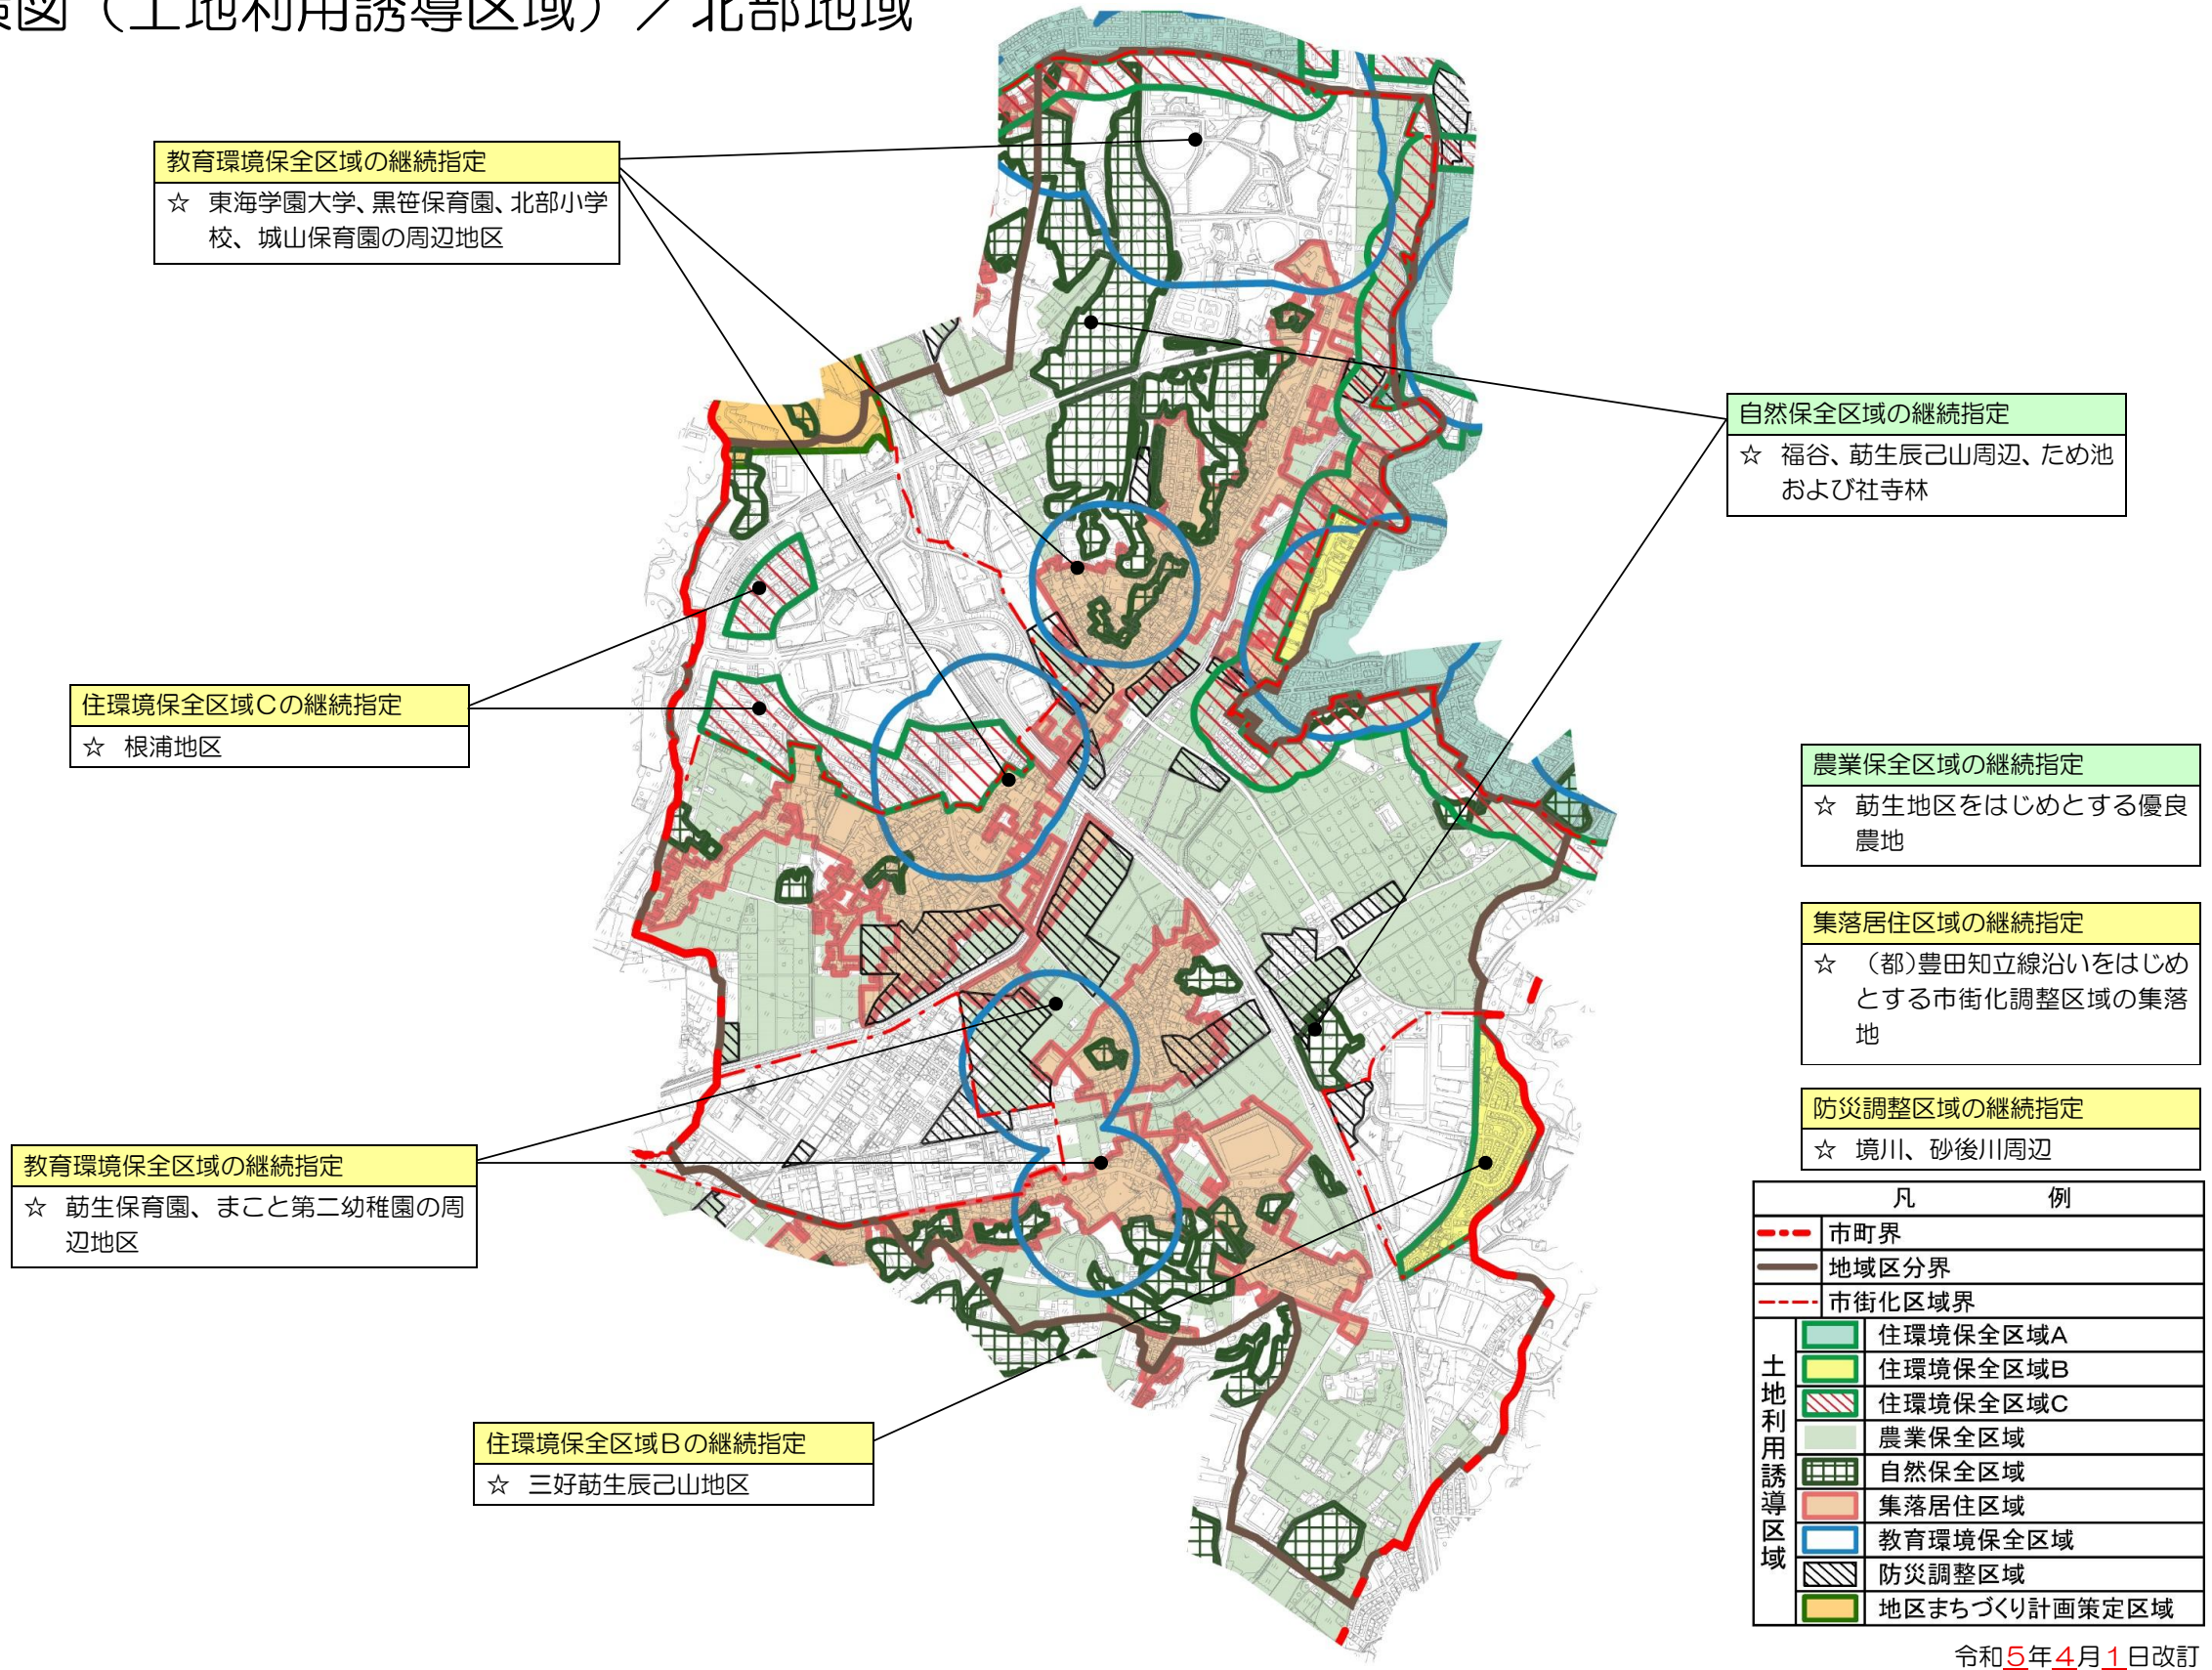 図（土地利用誘導区域）／北部地域
教育環境保全区域の継続指定
☆ 東海学園大学、黒笹保育園、北部小学
校、城山保育園の周辺地区
自然保全区域の継続指定
☆ 福谷、莇生辰己山周辺、ため池
および社寺林
住環境保全区域Ｃの継続指定
☆ 根浦地区
農業保全区域の継続指定
☆ 莇生地区をはじめとする優良
農地
集落居住区域の継続指定
☆ （都）豊田知立線沿いをはじめ
とする市街化調整区域の集落
地
防災調整区域の継続指定
☆ 境川、砂後川周辺
教育環境保全区域の継続指定
☆ 莇生保育園、まこと第二幼稚園の周
辺地区
住環境保全区域Ｂの継続指定
☆ 三好莇生辰己山地区
凡 例
市町界
地域区分界
市街化区域界
土地利用誘導区域
住環境保全区域A
住環境保全区域B
住環境保全区域C
農業保全区域
自然保全区域
集落居住区域
教育環境保全区域
防災調整区域
地区まちづくり計画策定区域
令和５年４月１日改訂